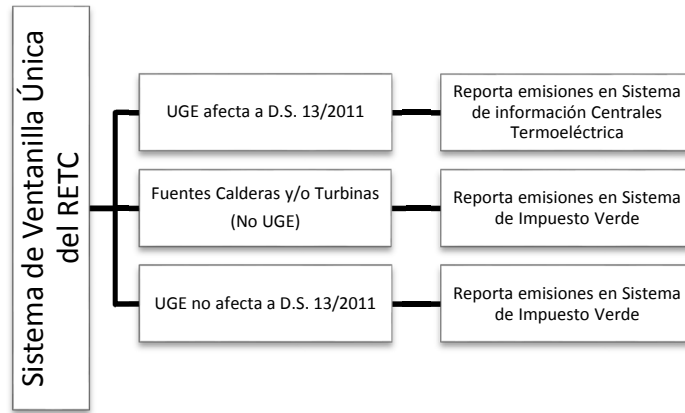 Sistema de Ventanilla Única
del RETC
UGE afecta a D.S. 13/2011
Reporta emisiones en Sistema
de información Centrales
Termoeléctrica
Fuentes Calderas y/o Turbinas
(No UGE)
Reporta emisiones en Sistema
de Impuesto Verde
UGE no afecta a D.S. 13/2011
Reporta emisiones en Sistema
de Impuesto Verde